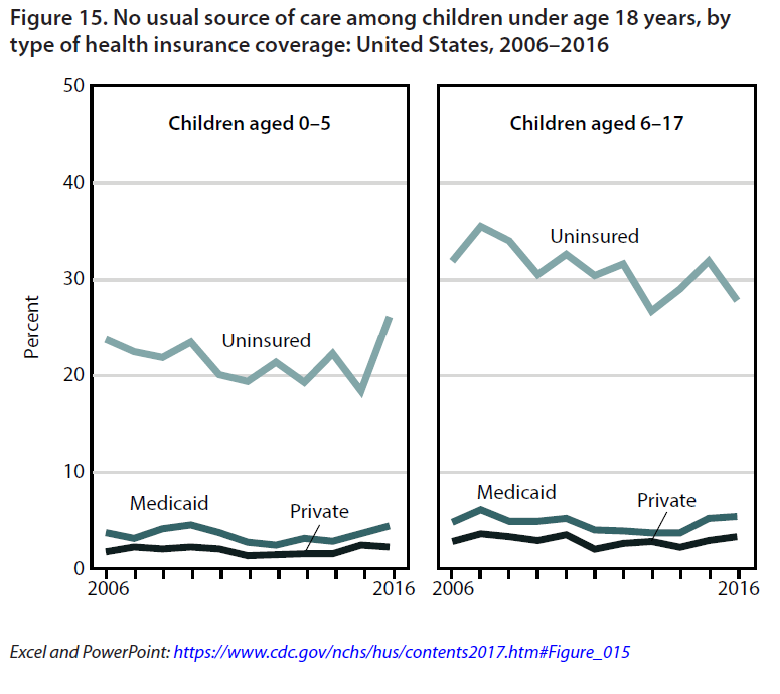 Figure 15. No usual source of care among children under age 18 years, by
type of health insurance coverage: United States, 2006–2016
50
40
30
20
10
0
Percent
Children aged 0–5
Uninsured
Medicaid
Private
2006
2016
Children aged 6–17
Uninsured
Medicaid
Private
2006
2016
Excel and PowerPoint: https://www.cdc.gov/nchs/hus/contents2017.htm#Figure_015